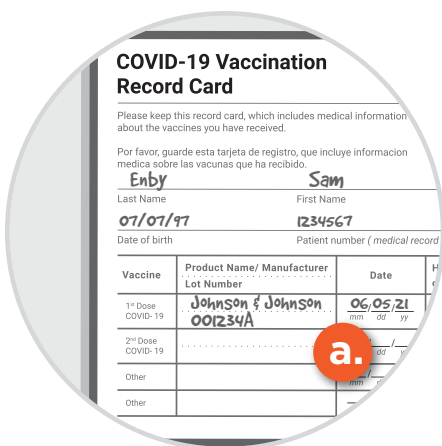 COVID-19 Vaccination
Record Card
Please keep this record card, which includes medical information
about the vaccines you have received.
Por favor, guarde esta tarjeta de registro, que incluye informacion
medica sobre las vacunas que ha recibido.
Enby Sam
Last Name First Name
07/07/97 1234567
Date of birth Patient number ( medical record
Vaccine Product Name/ Manufacturer Date
Lot Number
1st Dose Johnson & Johnson 06/05/21
COVID- 19 001234A mm dd yy
2nd Dose
COVID- 19 dd
Other
mm
Other
a.